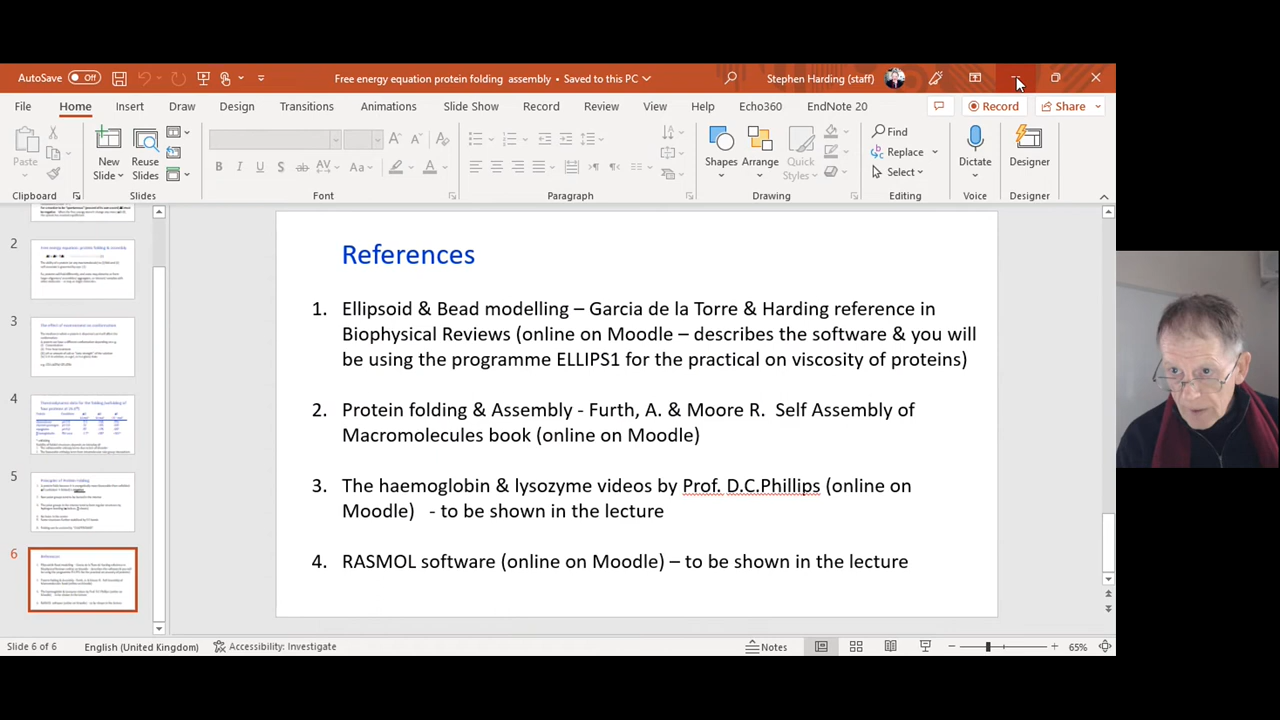 AutoSave Off
Free energy equation protein folding assembly • Saved to this PC
Stephen Harding (staff)
File Home Insert Draw Design Transitions Animations Slide Show Record Review View Help Echo360 EndNote 20
Record Share
Paste
New Slide
Reuse Slides
Shapes Arrange Quick Styles
Find
Replace
Select
Dictate
Designer
Clipboard Slides Font Paragraph Drawing Editing Voice Designer
2
3
4
5
6
References
1. Ellipsoid & Bead modelling – Garcia de la Torre & Harding reference in
Biophysical Reviews (online on Moodle – describes the software & you will
be using the programe ELLIPS1 for the practical on viscosity of proteins)
2. Protein folding & Assembly - Furth, A. & Moore R. Self Assembly of
Macromolecules book (online on Moodle)
3 The haemoglobin & lysozyme videos by Prof. D.C.Phillips (online on
Moodle) - to be shown in the lecture
4. RASMOL software (online on Moodle) – to be shown in the lecture
Slide 6 of 6 English (United Kingdom) Accessibility: Investigate Notes 65%